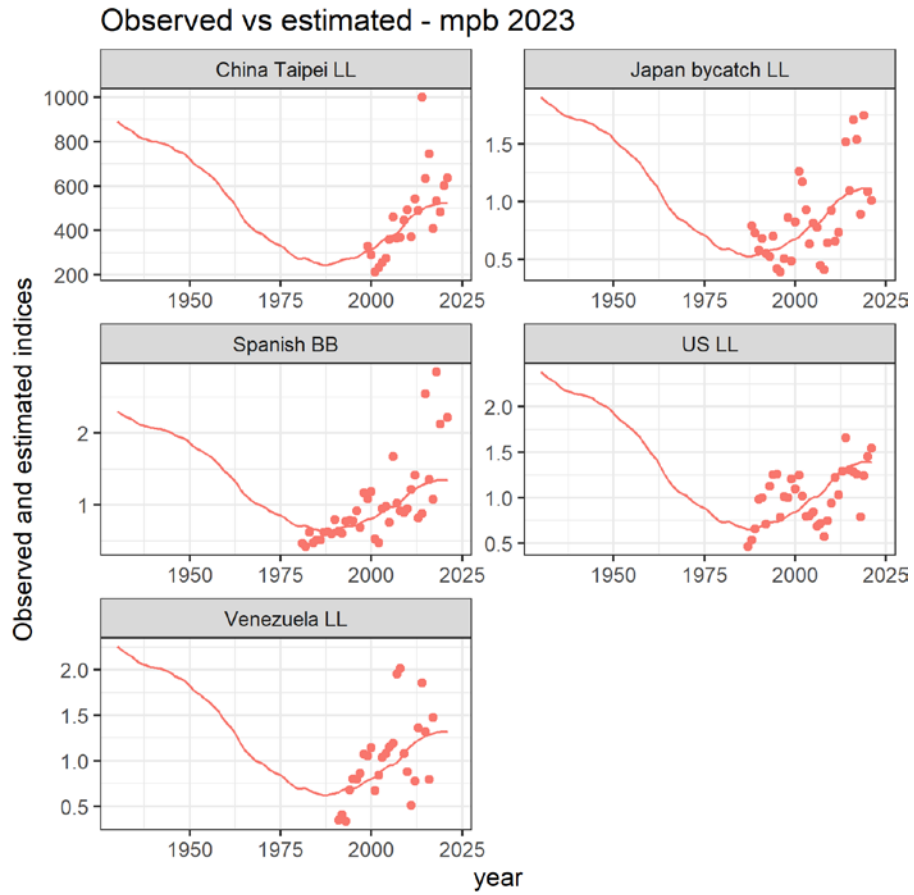 Observed vs estimated - mpb 2023
China Taipei LL
Japan bycatch LL
1000
800
600
400
200
1.5
1.0
0.5
1950 1975 2000 2025
1950 1975 2000 2025
Spanish BB
US LL
2
1
2.0
1.5
1.0
0.5
1950 1975 2000 2025
1950 1975 2000 2025
Venezuela LL
2.0
1.5
1.0
0.5
1950 1975 2000 2025
Observed and estimated indices
year